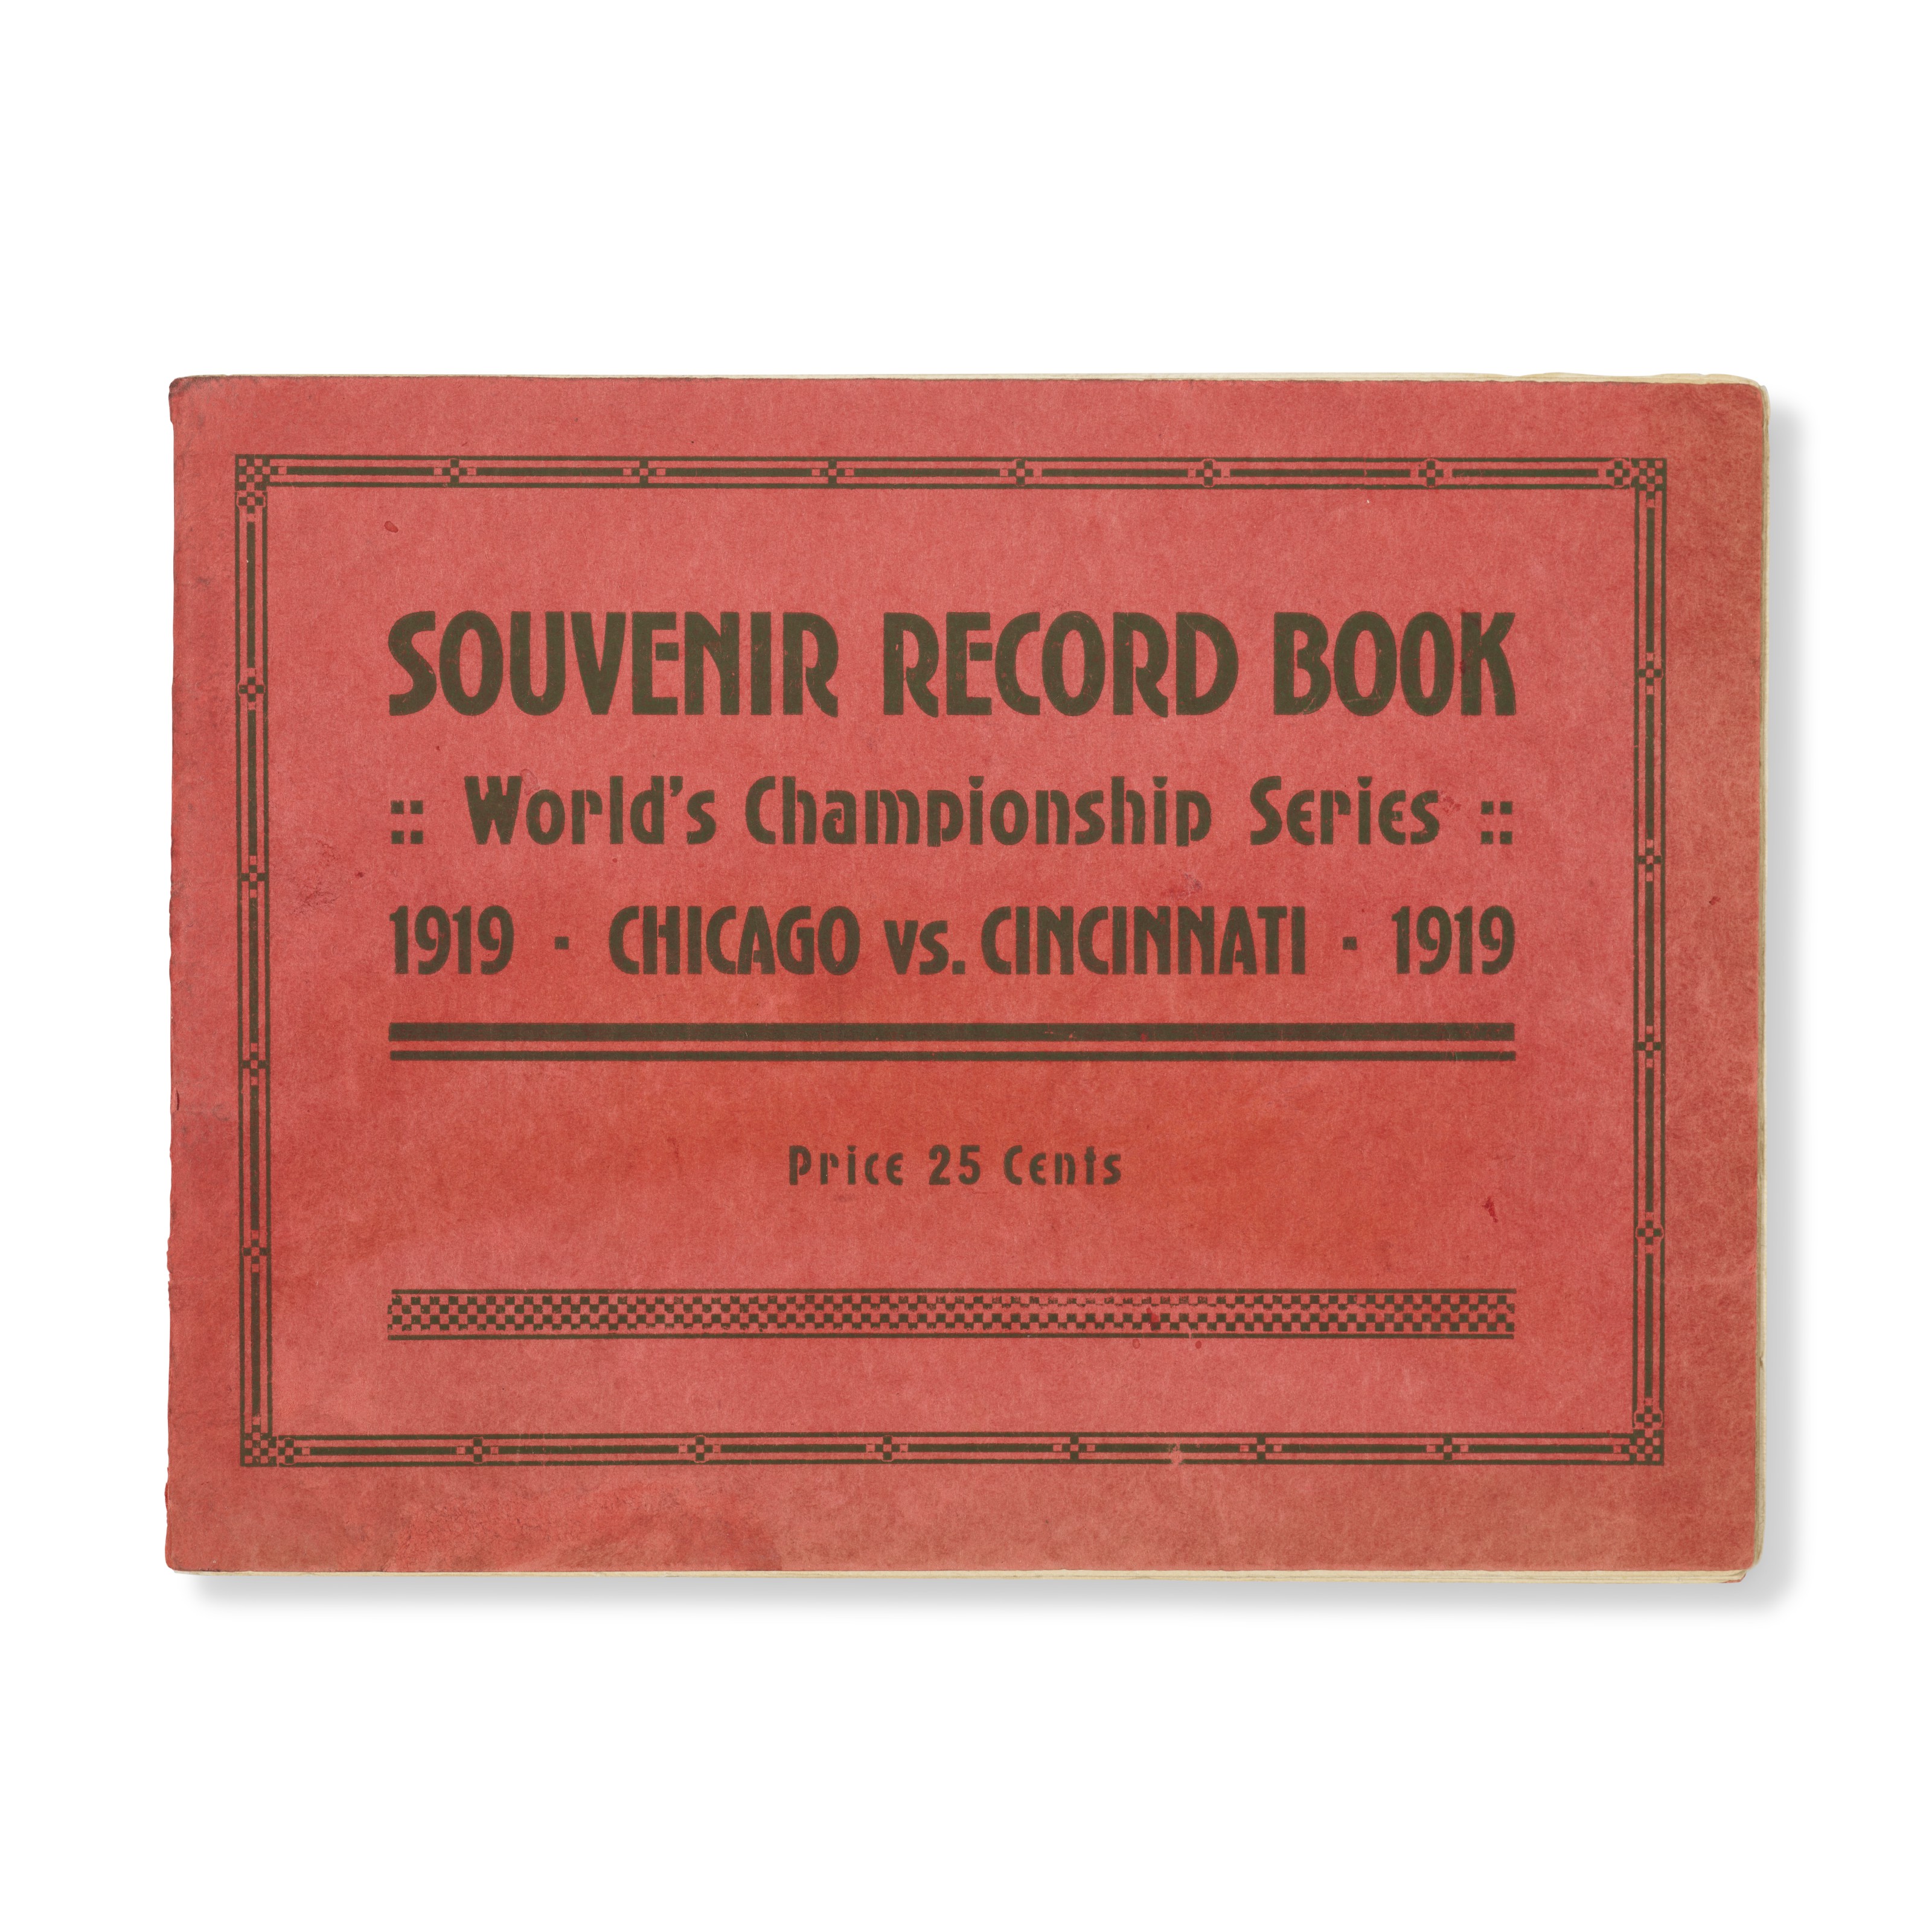 SOUVENIR RECORD BOOK
:: World's Championship Series ::
1919 · CHICAGO vs. CINCINNATI · 1919
Price 25 Cents